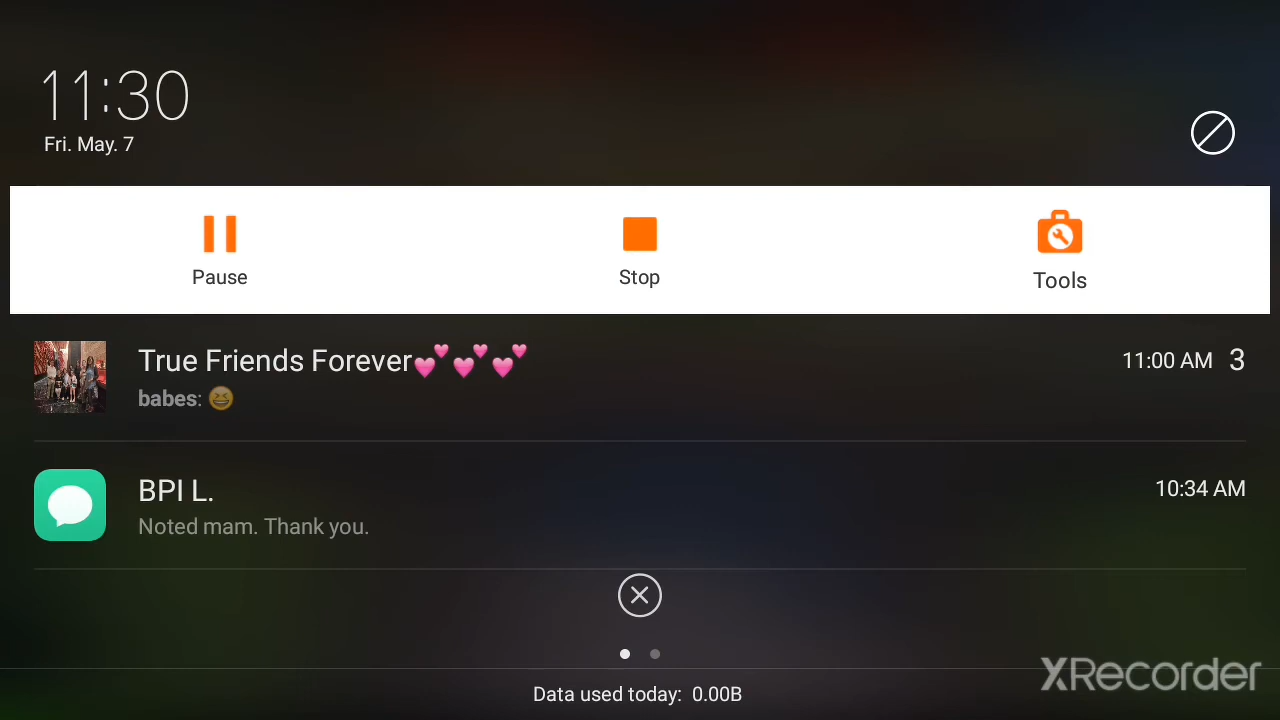 11:30
Fri. May. 7
Pause
Stop
Tools
True Friends Forever💕💕💕 11:00 AM 3
babes: 😆
BPI L. 10:34 AM
Noted mam. Thank you.
Data used today: 0.00B
XRecorder